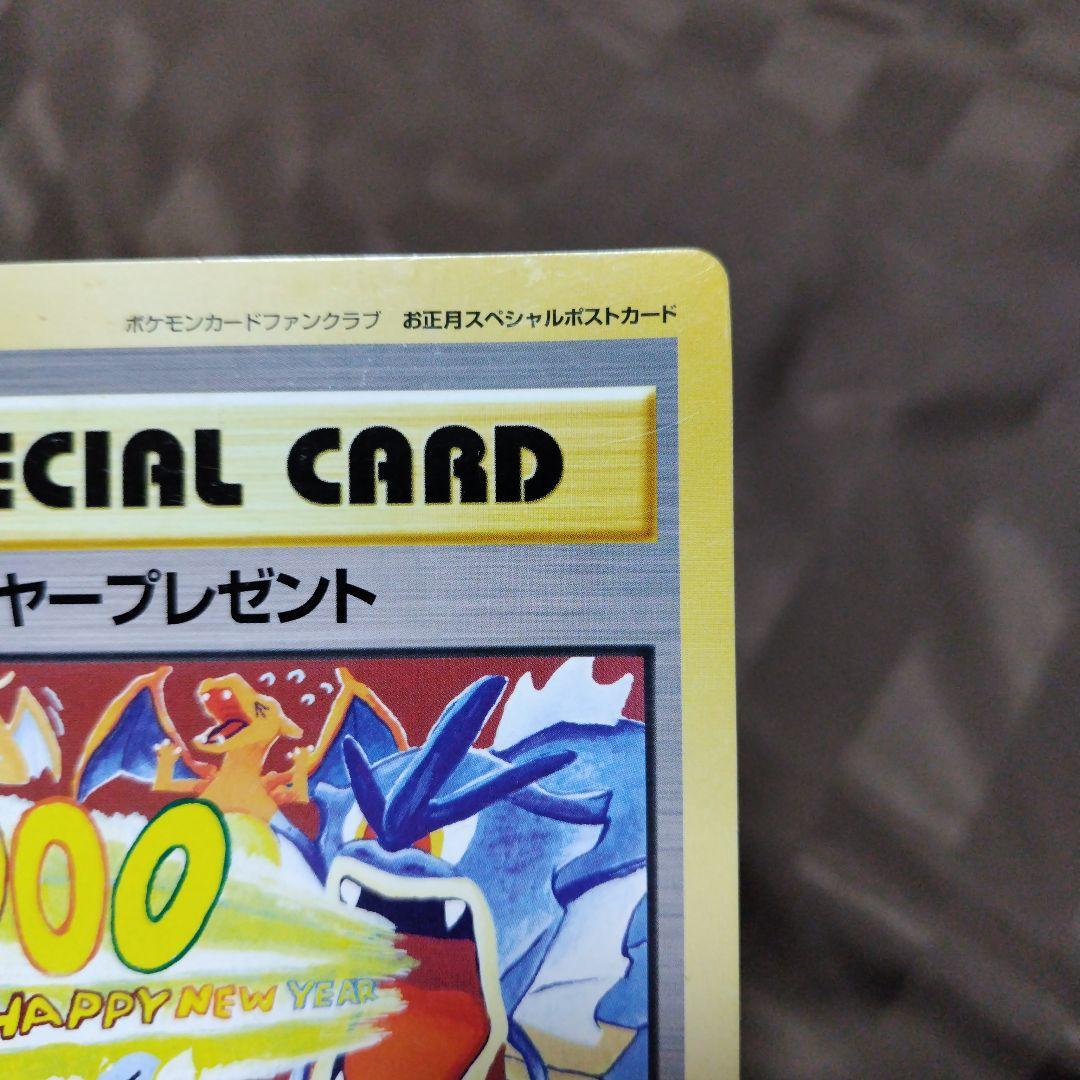 ポケモンカードファンクラブ お正月スペシャルポストカード
ECIAL CARD
ヤープレゼント
000
HAPPY NEW YEAR